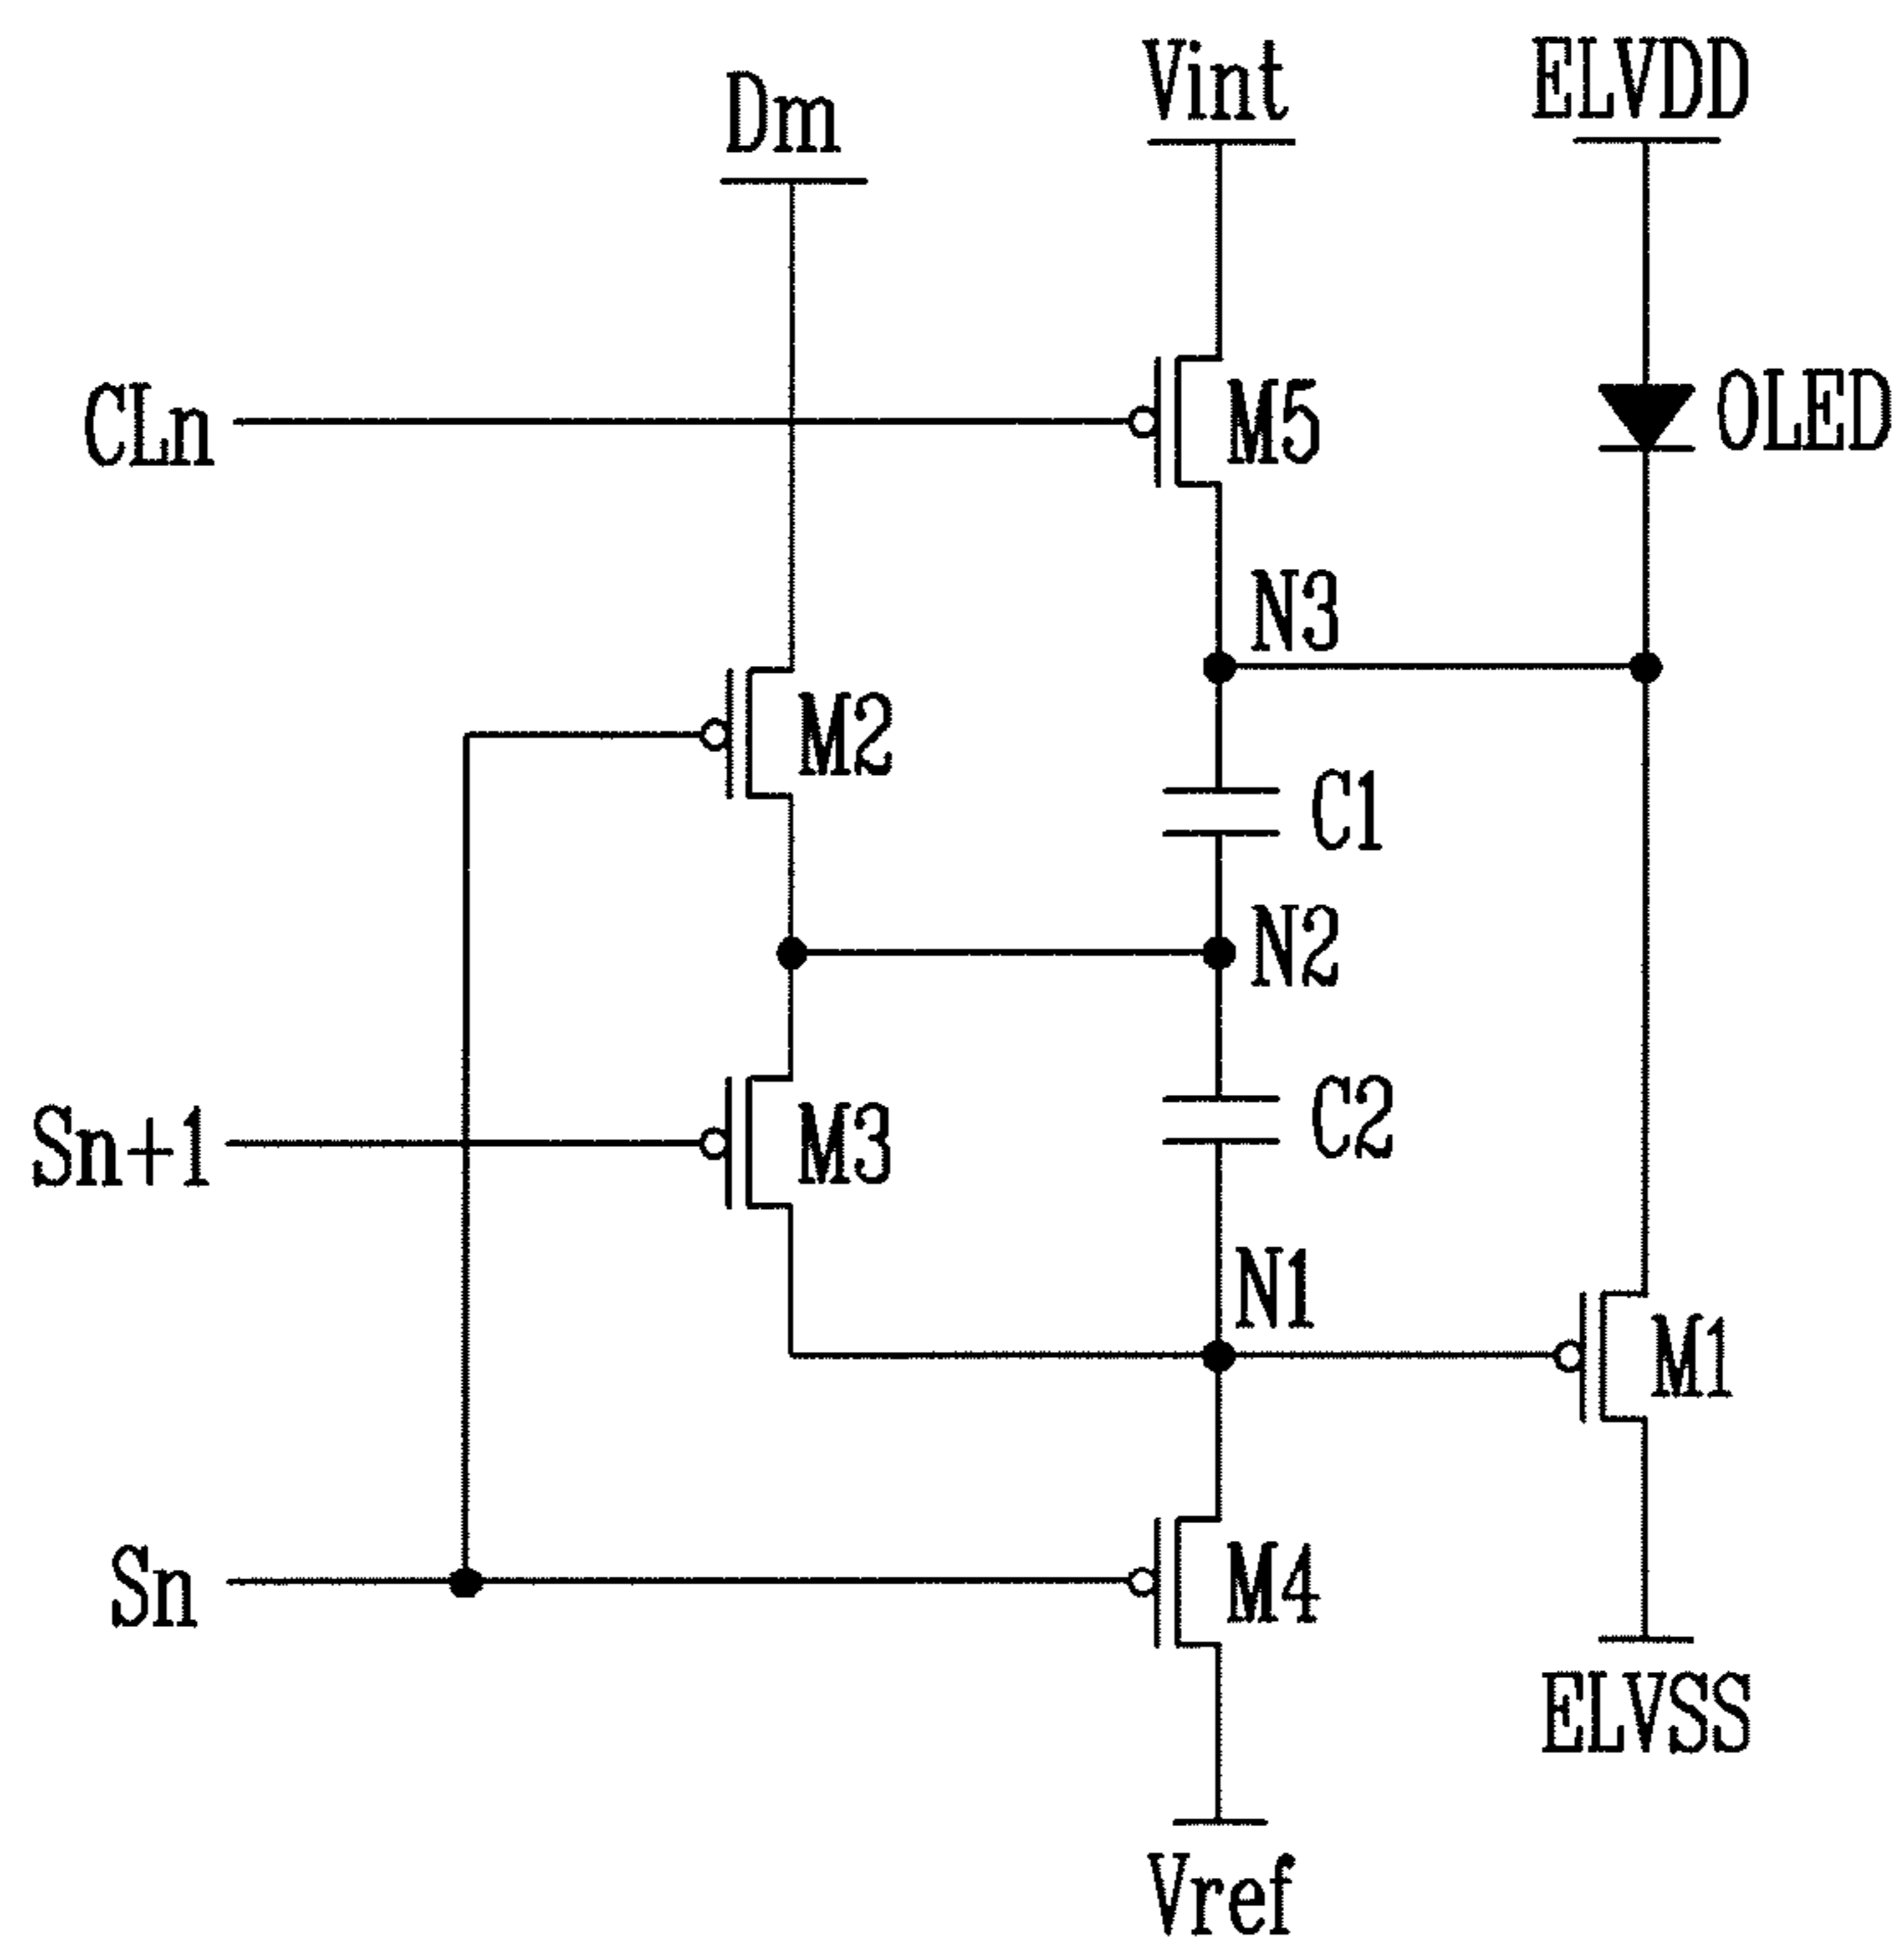 Dm
Vint
ELVDD
CLn
M5
OLED
N3
M2
C1
N2
Sn+1
M3
C2
N1
M1
Sn
M4
ELVSS
Vref